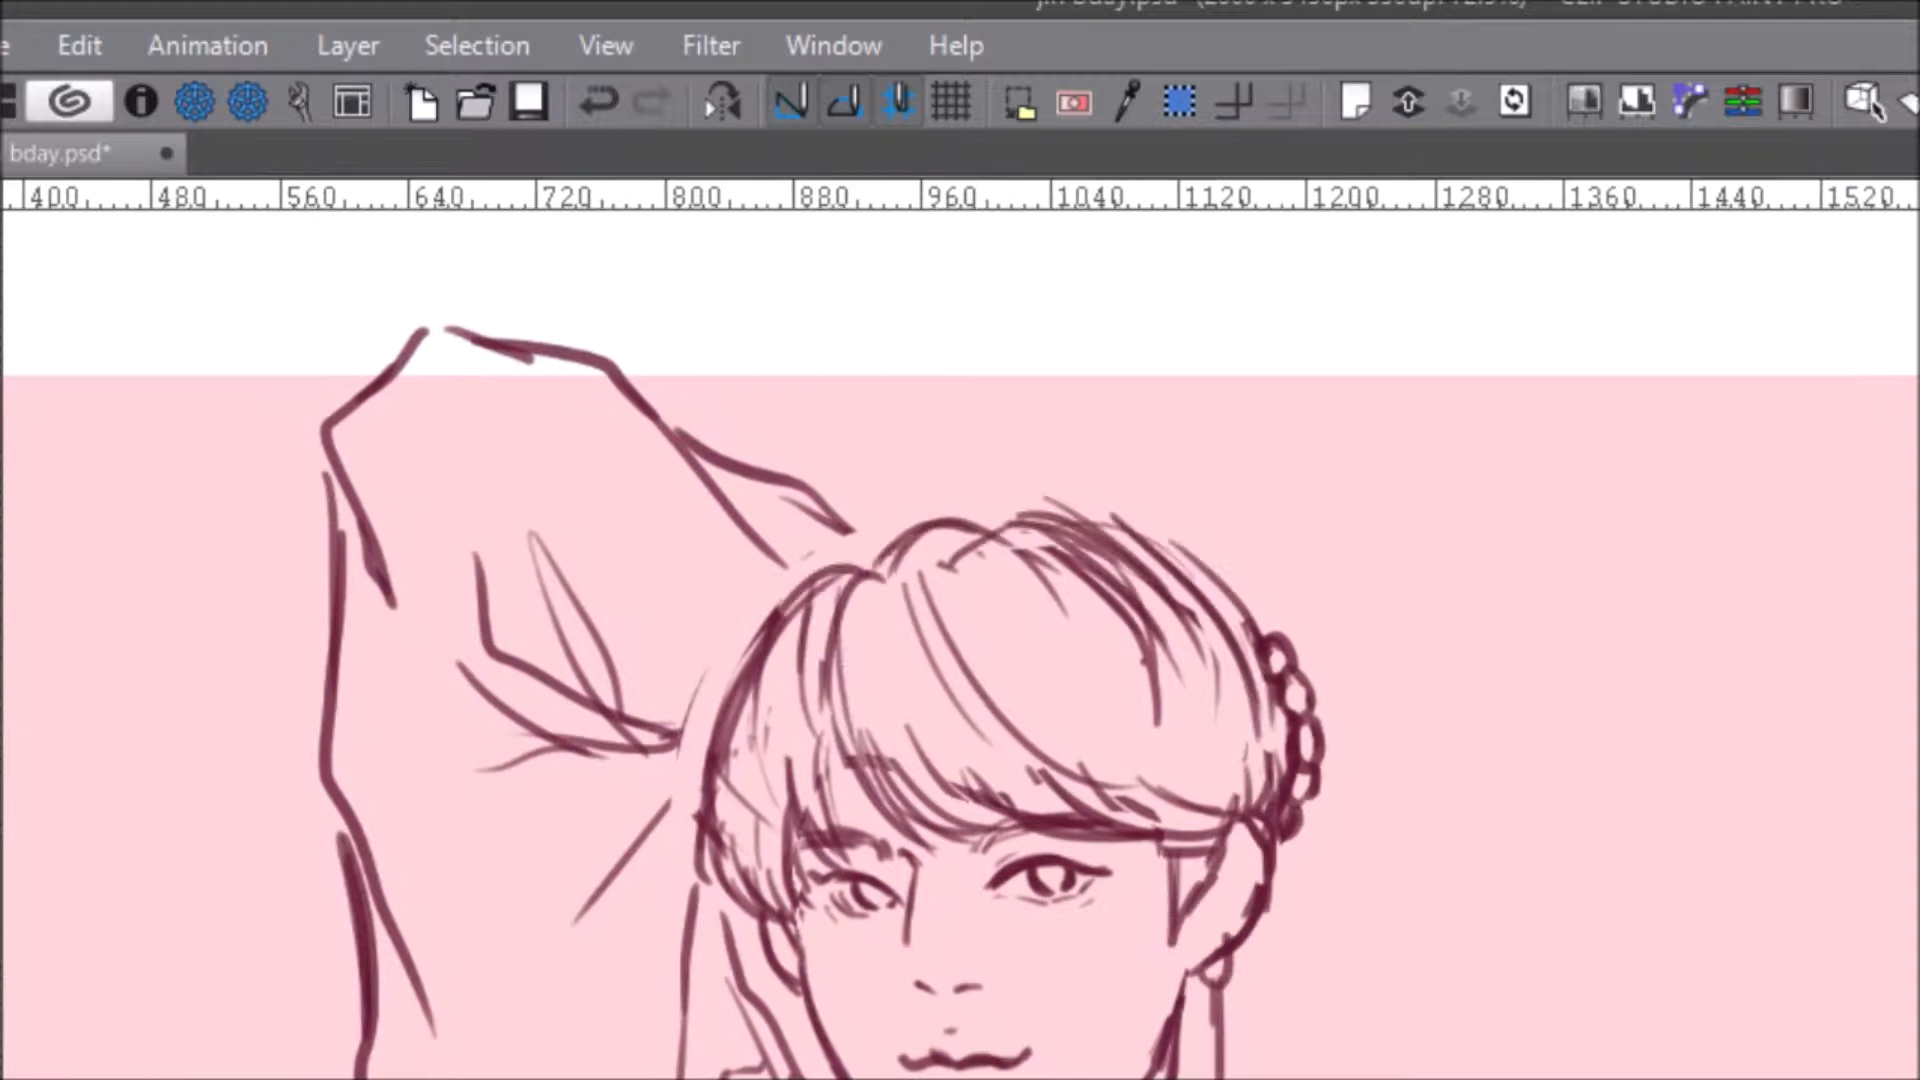 Edit Animation Layer Selection View Filter Window Help
bday.psd*
400 480 560 640 720 800 880 960 1040 1120 1200 1280 1360 1440 1520